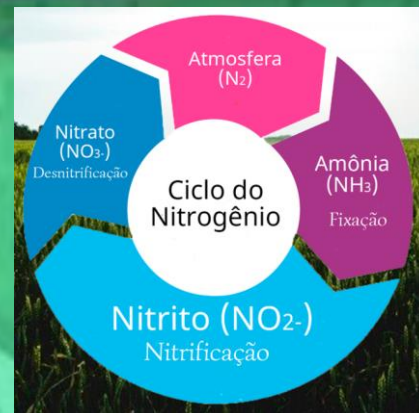 Atmosfera
(N₂)
Nitrato
(NO₃-)
Desnitrificação
Amônia
(NH₃)
Fixação
Ciclo do
Nitrogênio
Nitrito (NO₂-)
Nitrificação